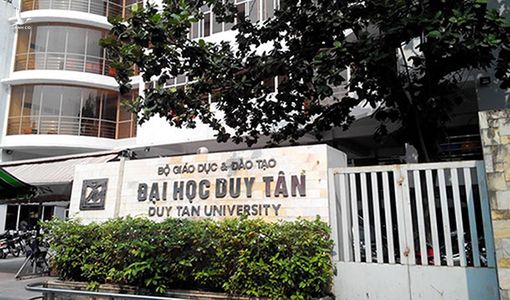 BỘ GIÁO DỤC & ĐÀO TẠO
ĐẠI HỌC DUY TÂN
DUY TAN UNIVERSITY